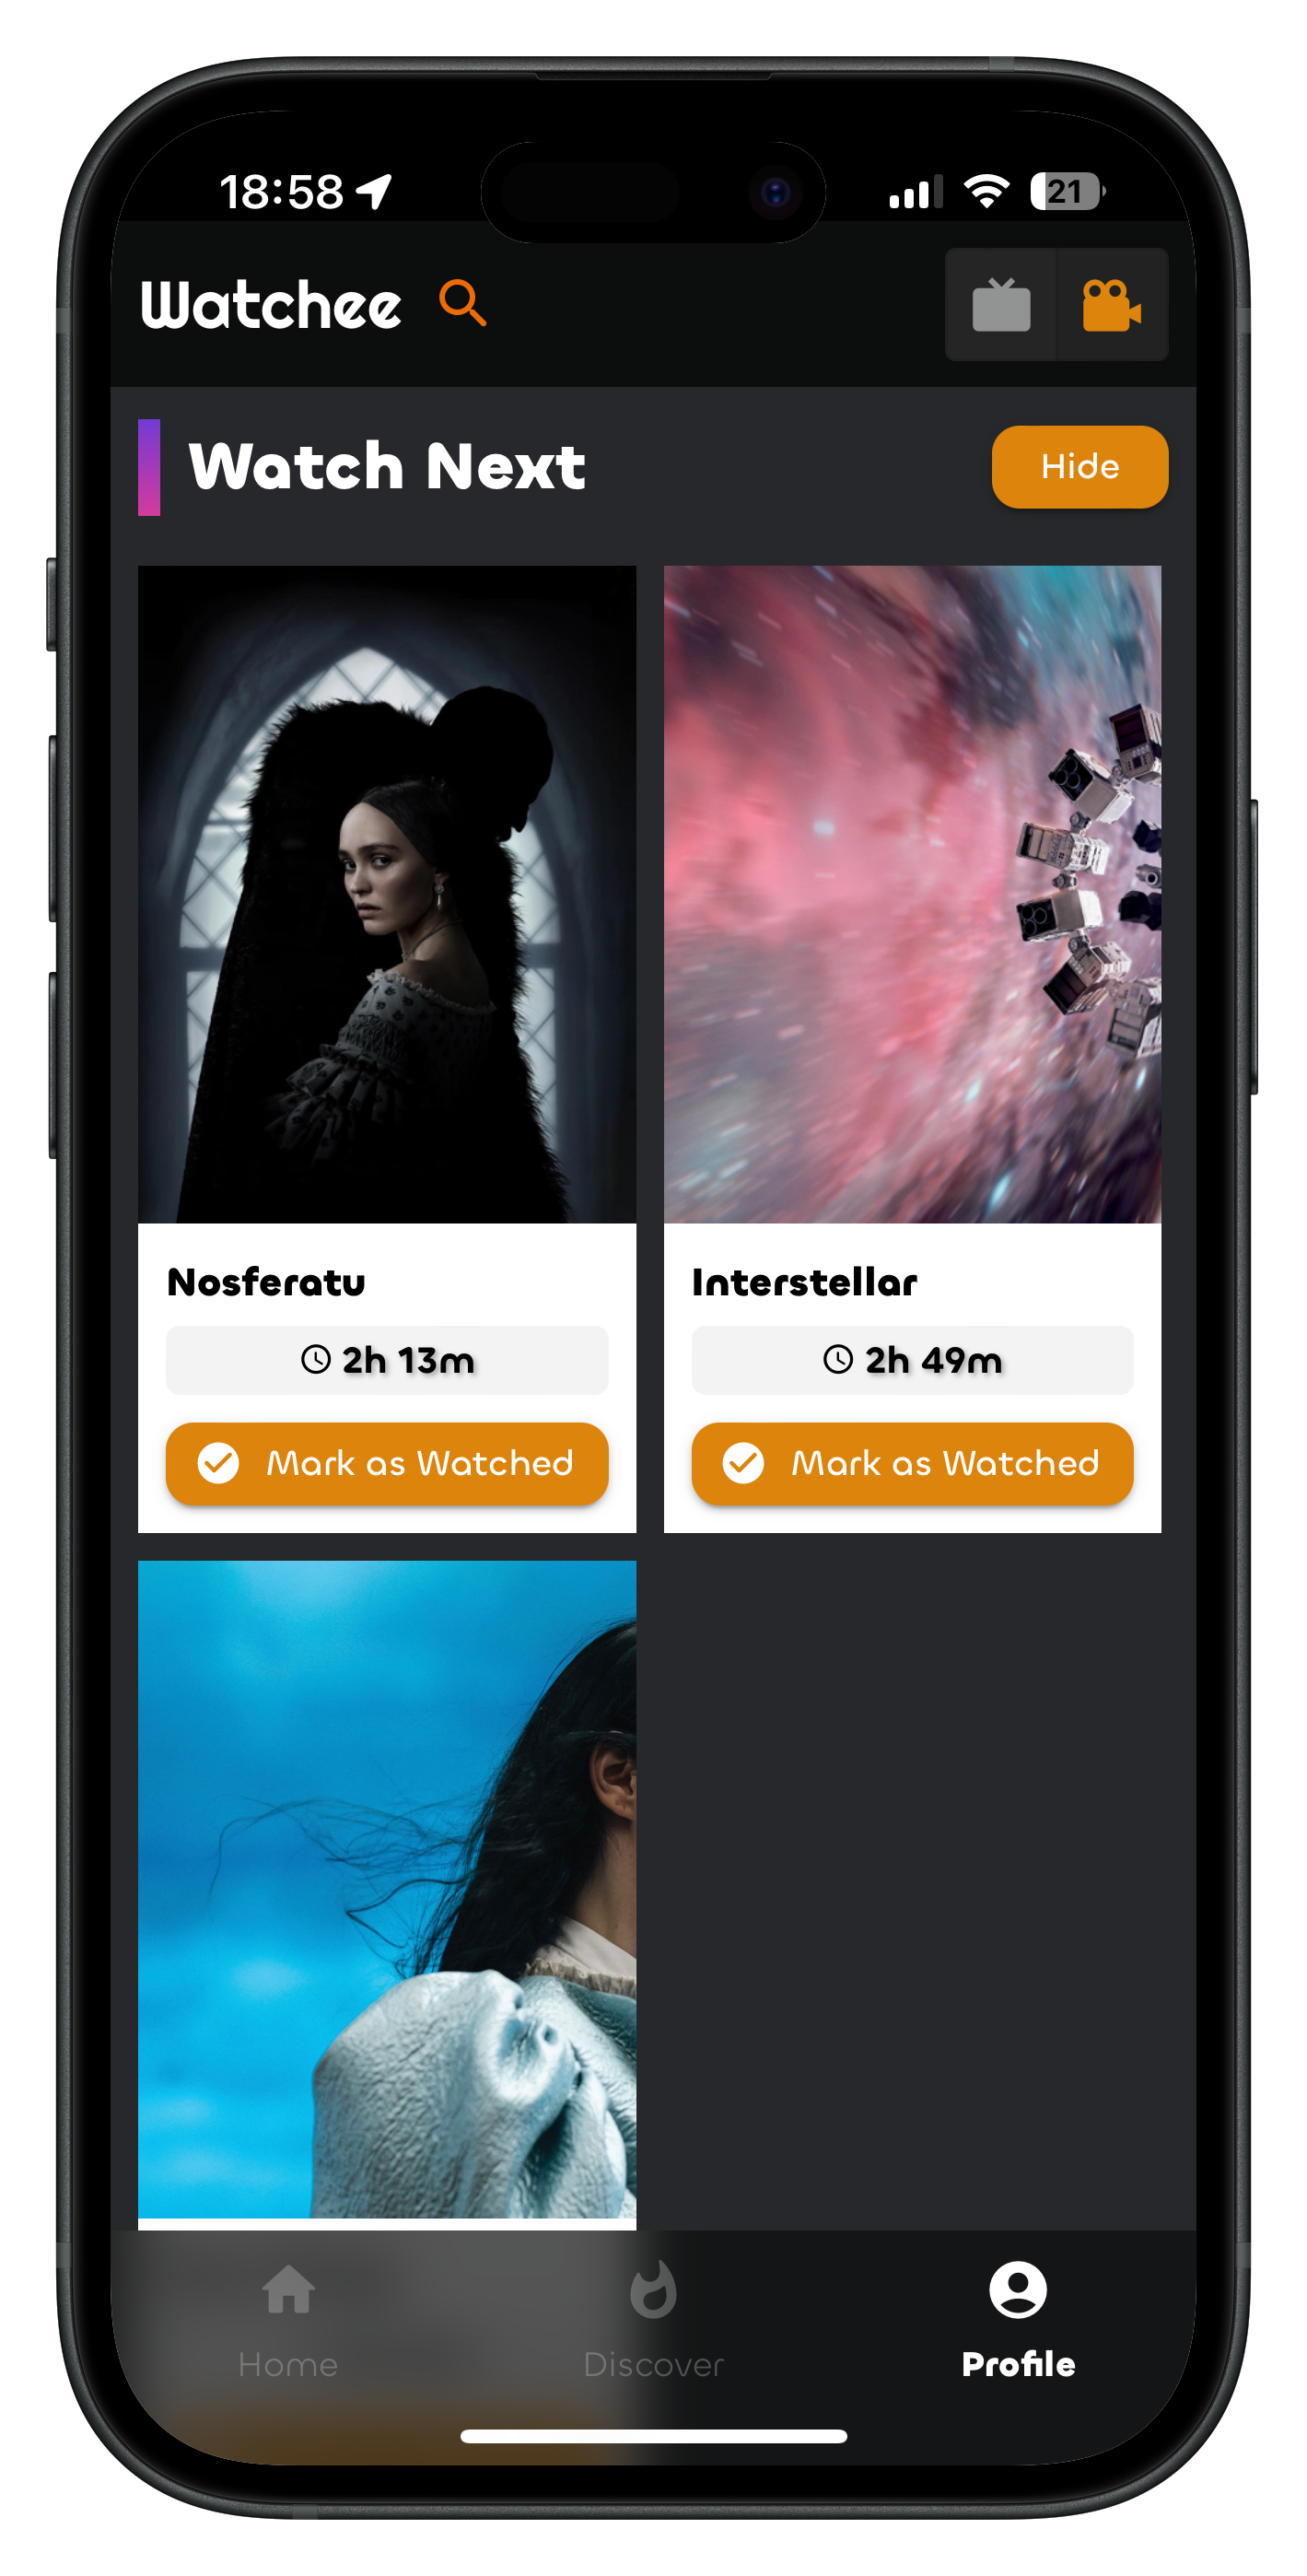 18:58
21
Watchee
Watch Next
Hide
Nosferatu
Interstellar
2h 13m
2h 49m
Mark as Watched
Mark as Watched
Home
Discover
Profile